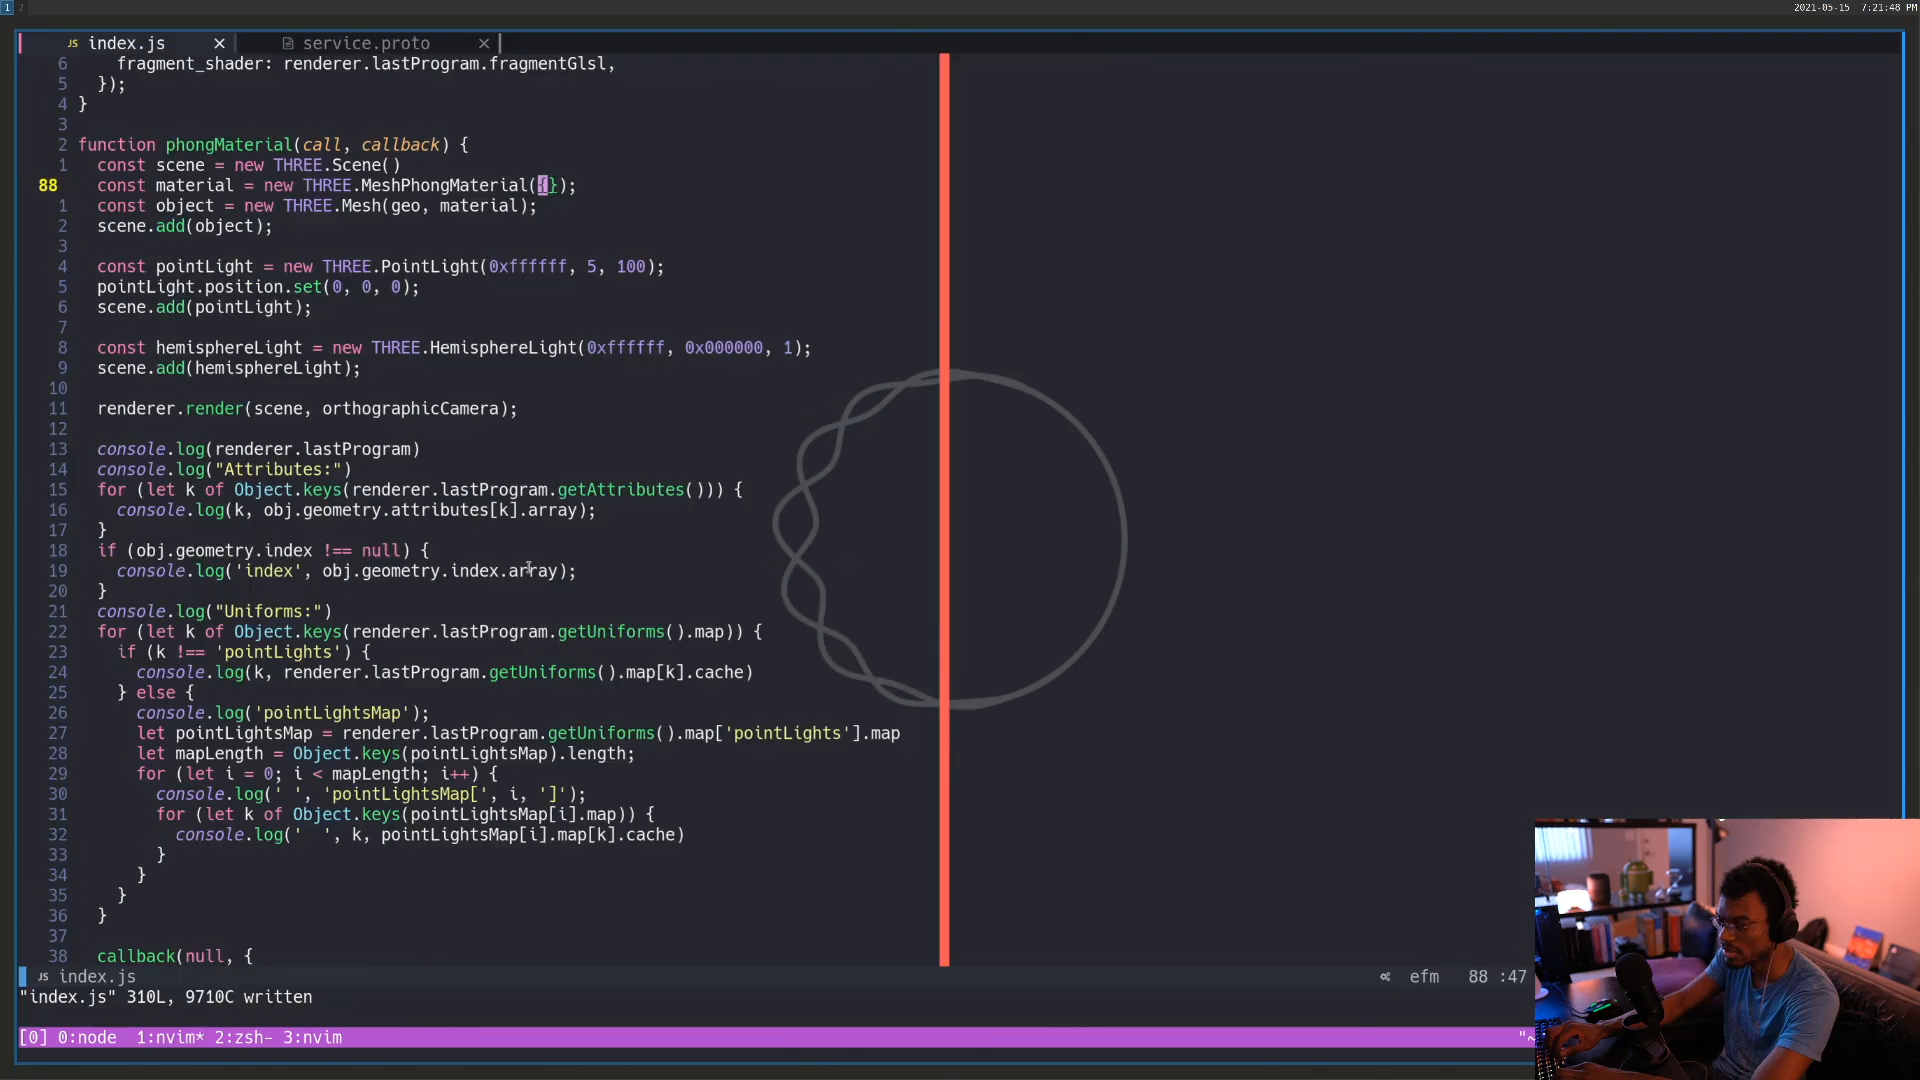 1 2
2021-05-15 7:21:48 PM
JS index.js × service.proto ×
6 fragment_shader: renderer.lastProgram.fragmentGlsl,
5 });
4 }
3
2 function phongMaterial(call, callback) {
1 const scene = new THREE.Scene()
88 const material = new THREE.MeshPhongMaterial({});
1 const object = new THREE.Mesh(geo, material);
2 scene.add(object);
3
4 const pointLight = new THREE.PointLight(0xffffff, 5, 100);
5 pointLight.position.set(0, 0, 0);
6 scene.add(pointLight);
7
8 const hemisphereLight = new THREE.HemisphereLight(0xffffff, 0x000000, 1);
9 scene.add(hemisphereLight);
10
11 renderer.render(scene, orthographicCamera);
12
13 console.log(renderer.lastProgram)
14 console.log("Attributes:")
15 for (let k of Object.keys(renderer.lastProgram.getAttributes())) {
16 console.log(k, obj.geometry.attributes[k].array);
17 }
18 if (obj.geometry.index !== null) {
19 console.log('index', obj.geometry.index.array);
20 }
21 console.log("Uniforms:")
22 for (let k of Object.keys(renderer.lastProgram.getUniforms().map)) {
23 if (k !== 'pointLights') {
24 console.log(k, renderer.lastProgram.getUniforms().map[k].cache)
25 } else {
26 console.log('pointLightsMap');
27 let pointLightsMap = renderer.lastProgram.getUniforms().map['pointLights'].map
28 let mapLength = Object.keys(pointLightsMap).length;
29 for (let i = 0; i < mapLength; i++) {
30 console.log(' ', 'pointLightsMap[', i, ']');
31 for (let k of Object.keys(pointLightsMap[i].map)) {
32 console.log('  ', k, pointLightsMap[i].map[k].cache)
33 }
34 }
35 }
36 }
37
38 callback(null, {
JS index.js efm 88 :47
"index.js" 310L, 9710C written
[0] 0:node 1:nvim* 2:zsh- 3:nvim "~